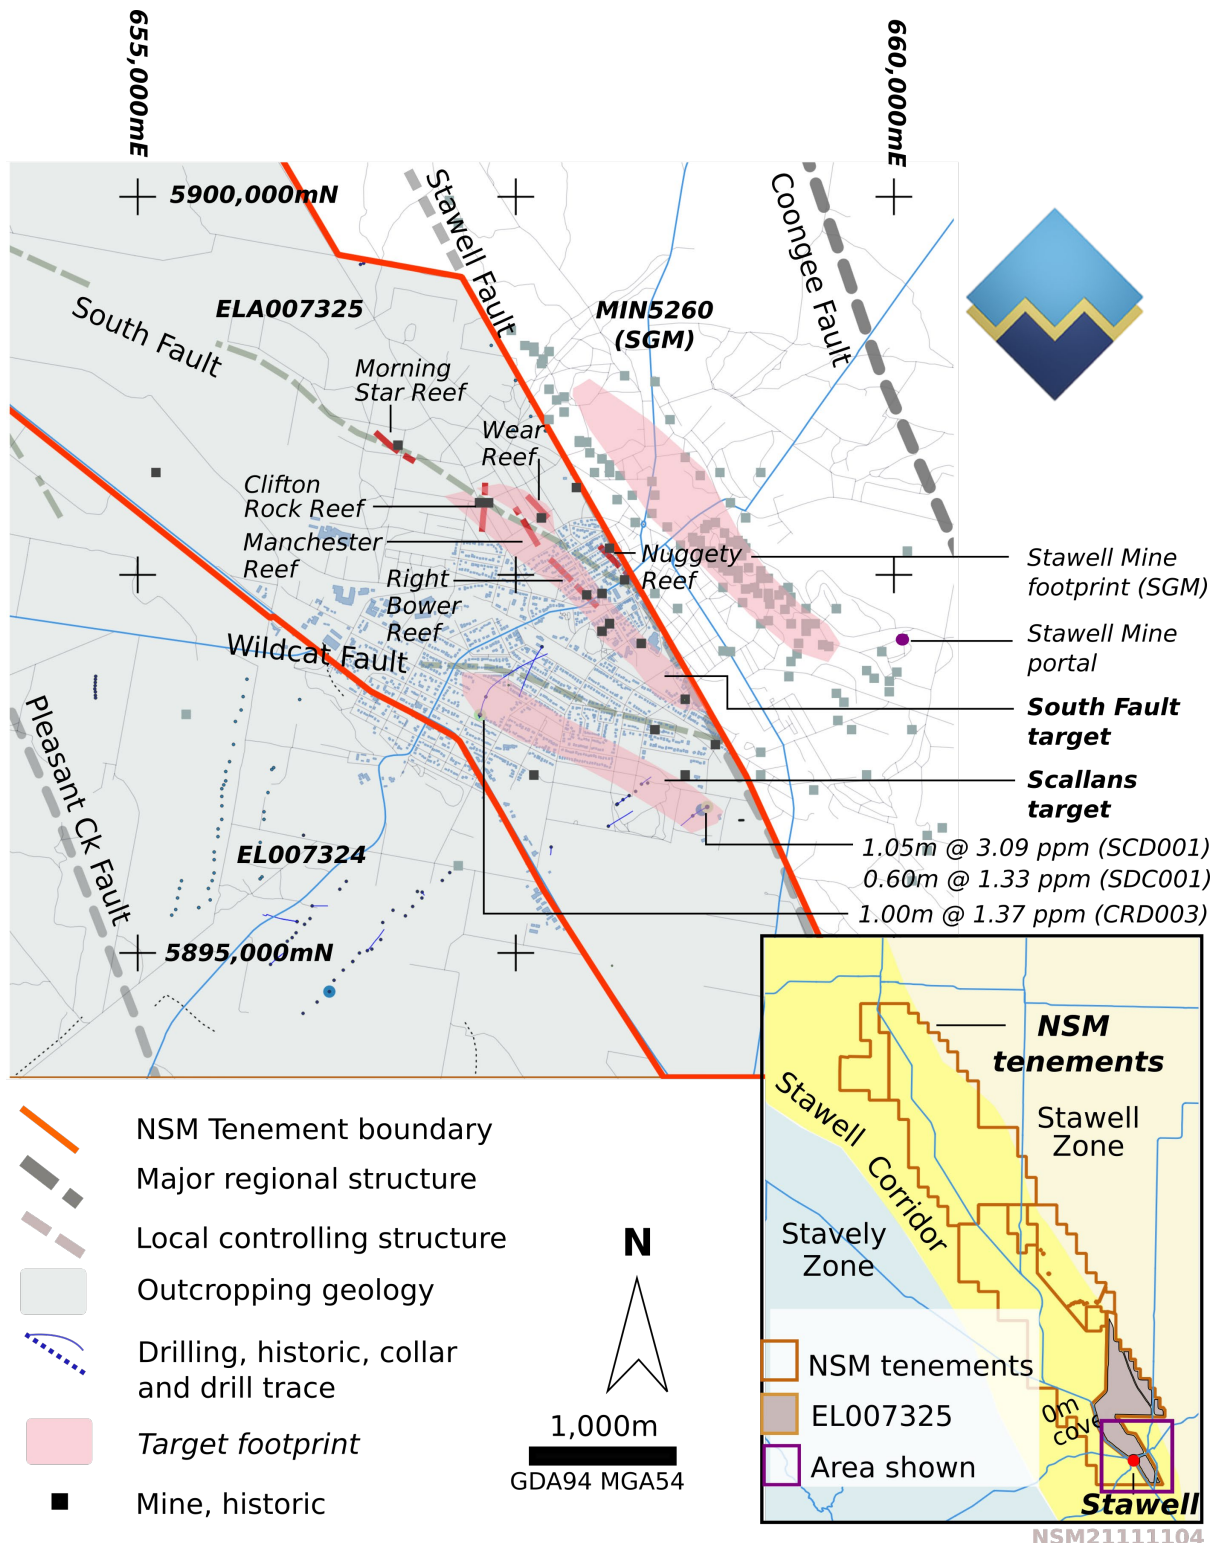 655,000mE
660,000mE
5900,000mN
Stawell Fault
Coongee Fault
South Fault
ELA007325
MIN5260
(SGM)
Morning
Star Reef
Wear
Reef
Clifton
Rock Reef
Manchester
Reef
Right
Bower
Reef
Nuggety
Reef
Stawell Mine
footprint (SGM)
Stawell Mine
portal
Wildcat Fault
South Fault
target
Pleasant Ck Fault
Scallans
target
EL007324
1.05m @ 3.09 ppm (SCD001)
0.60m @ 1.33 ppm (SDC001)
1.00m @ 1.37 ppm (CRD003)
5895,000mN
NSM
tenements
Stawell
Zone
Stawell Corridor
Stavely
Zone
NSM tenements
EL007325
Area shown
0m
cove
Stawell
NSM Tenement boundary
Major regional structure
Local controlling structure
Outcropping geology
Drilling, historic, collar
and drill trace
Target footprint
Mine, historic
N
1,000m
GDA94 MGA54
NSM21111104